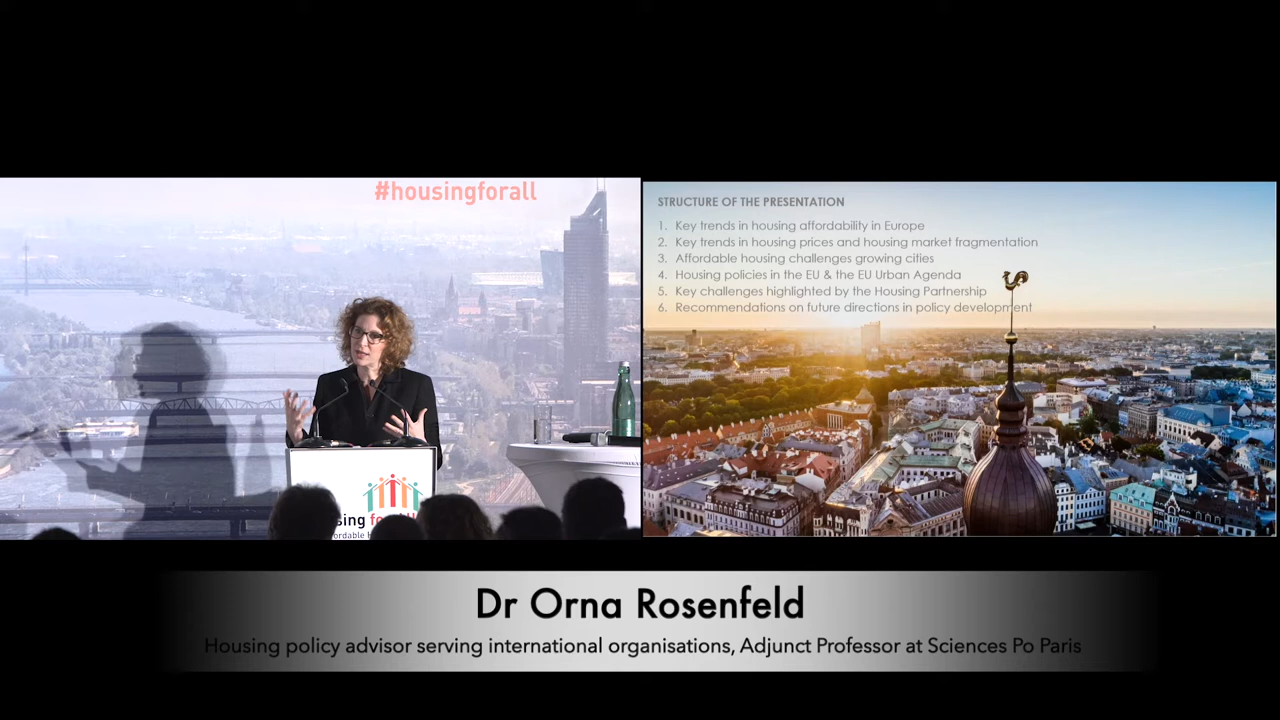 #housingforall
STRUCTURE OF THE PRESENTATION
1. Key trends in housing affordability in Europe
2. Key trends in housing prices and housing market fragmentation
3. Affordable housing challenges growing cities
4. Housing policies in the EU & the EU Urban Agenda
5. Key challenges highlighted by the Housing Partnership
6. Recommendations on future directions in policy development
Dr Orna Rosenfeld
Housing policy advisor serving international organisations, Adjunct Professor at Sciences Po Paris